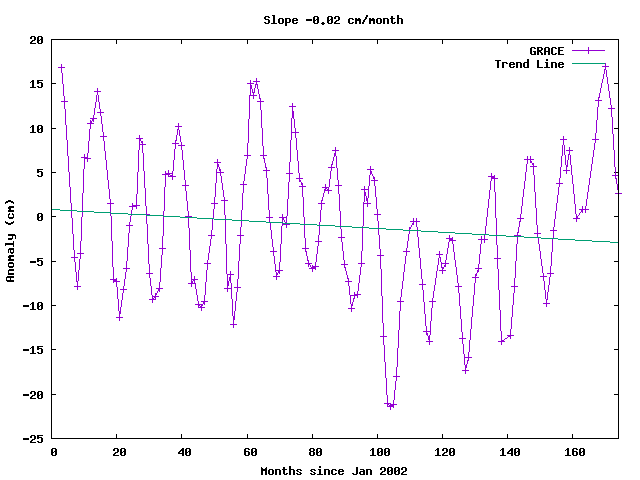 Slope -0.02 cm/month
GRACE
Trend Line
20
15
10
5
0
-5
-10
-15
-20
-25
Anomaly (cm)
0 20 40 60 80 100 120 140 160
Months since Jan 2002